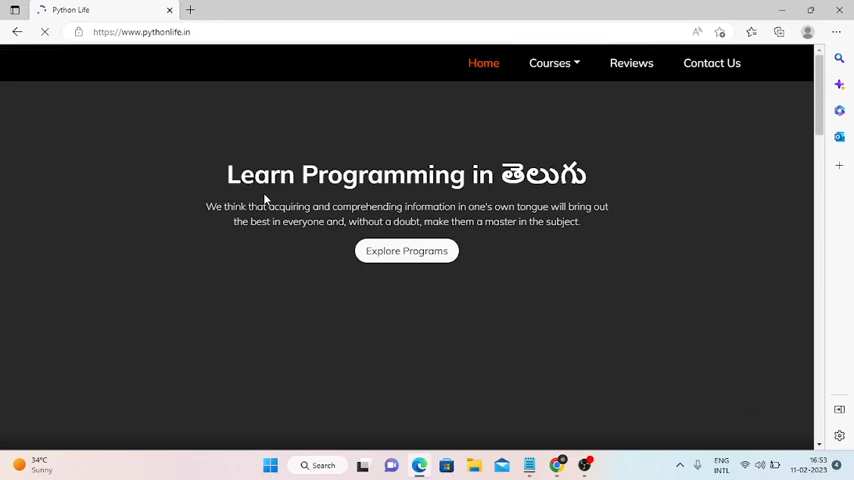 Python Life
https://www.pythonlife.in
Home Courses Reviews Contact Us
Learn Programming in తెలుగు
We think that acquiring and comprehending information in one's own tongue will bring out
the best in everyone and, without a doubt, make them a master in the subject.
Explore Programs
34°C
Sunny
Search
ENG
INTL
16:53
11-02-2023
4